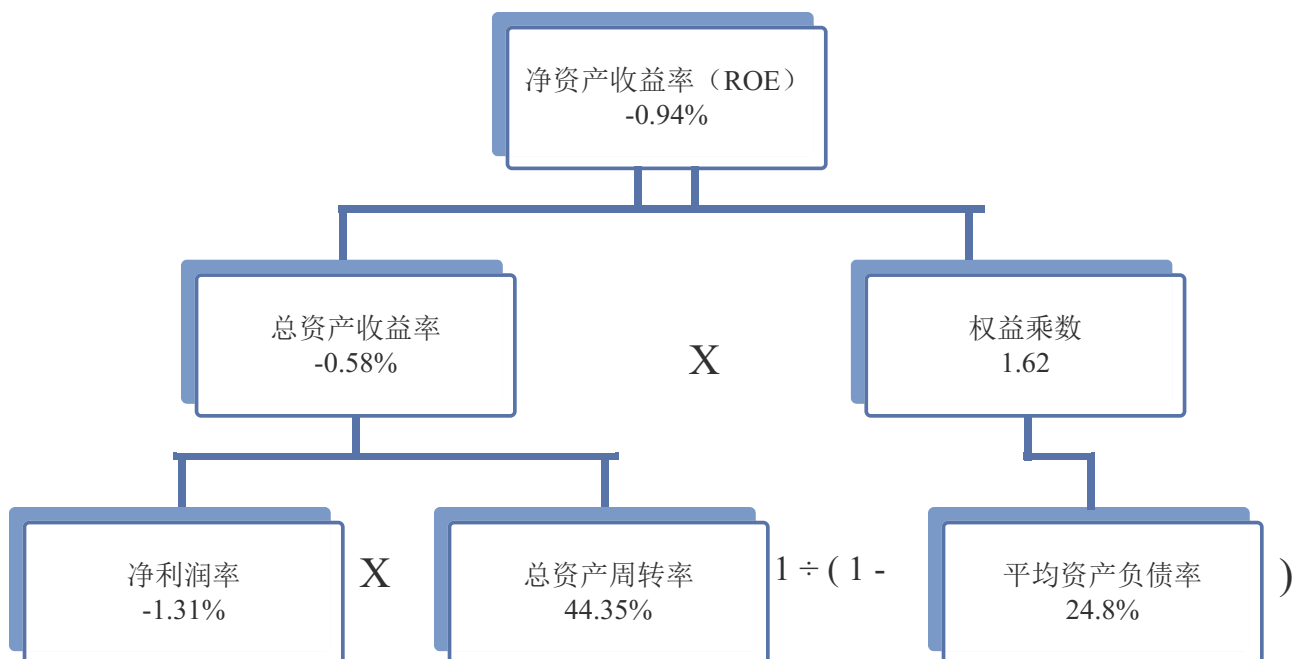 净资产收益率（ROE）
-0.94%
总资产收益率
-0.58%
X
权益乘数
1.62
净利润率
-1.31%
X
总资产周转率
44.35%
1 ÷ ( 1 -
平均资产负债率
24.8%
)